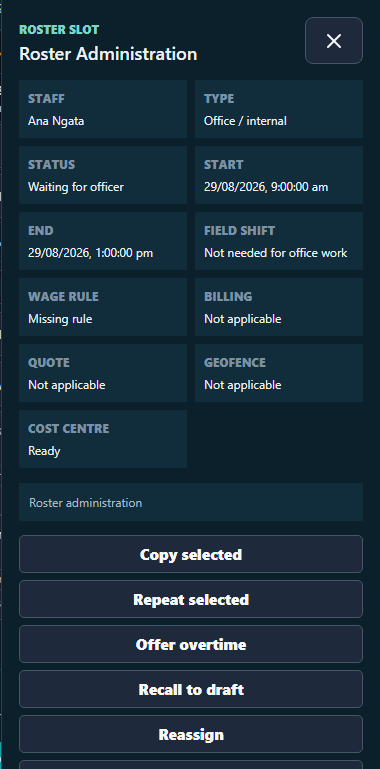 ROSTER SLOT
Roster Administration
STAFF
Ana Ngata
TYPE
Office / internal
STATUS
Waiting for officer
START
29/08/2026, 9:00:00 am
END
29/08/2026, 1:00:00 pm
FIELD SHIFT
Not needed for office work
WAGE RULE
Missing rule
BILLING
Not applicable
QUOTE
Not applicable
GEOFENCE
Not applicable
COST CENTRE
Ready
Roster administration
Copy selected
Repeat selected
Offer overtime
Recall to draft
Reassign